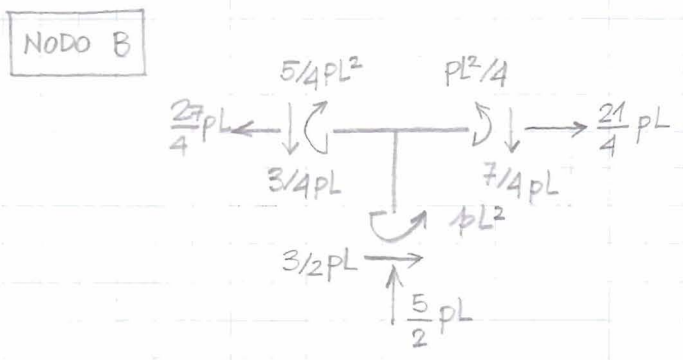 NODO B
5/4pL² pL²/4
27/4 pL 21/4 pL
3/4pL 7/4pL
pL²
3/2pL
5/2 pL